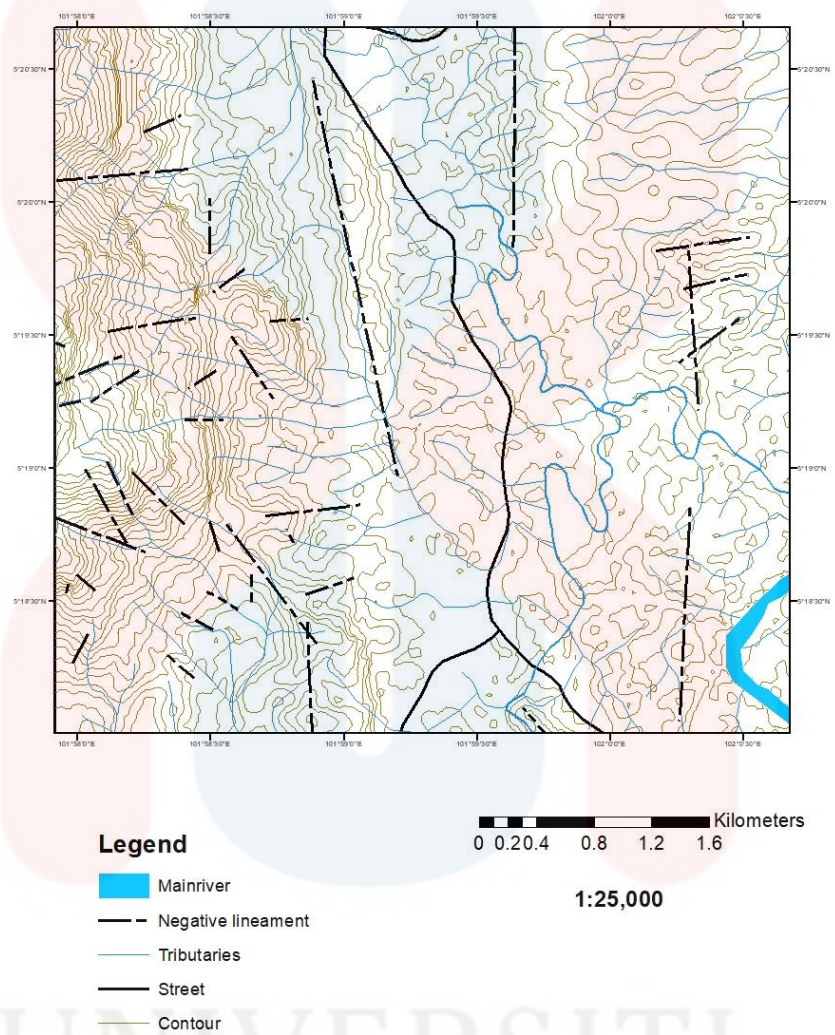 101°58'0"E 101°58'30"E 101°59'0"E 101°59'30"E 102°0'0"E 102°0'30"E
5°20'30"N 5°20'30"N
5°20'0"N 5°20'0"N
5°19'30"N 5°19'30"N
5°19'0"N 5°19'0"N
5°18'30"N 5°18'30"N
101°58'0"E 101°58'30"E 101°59'0"E 101°59'30"E 102°0'0"E 102°0'30"E
Kilometers
0 0.20.4 0.8 1.2 1.6
1:25,000
Legend
Mainriver
Negative lineament
Tributaries
Street
Contour
UNIVERSITI